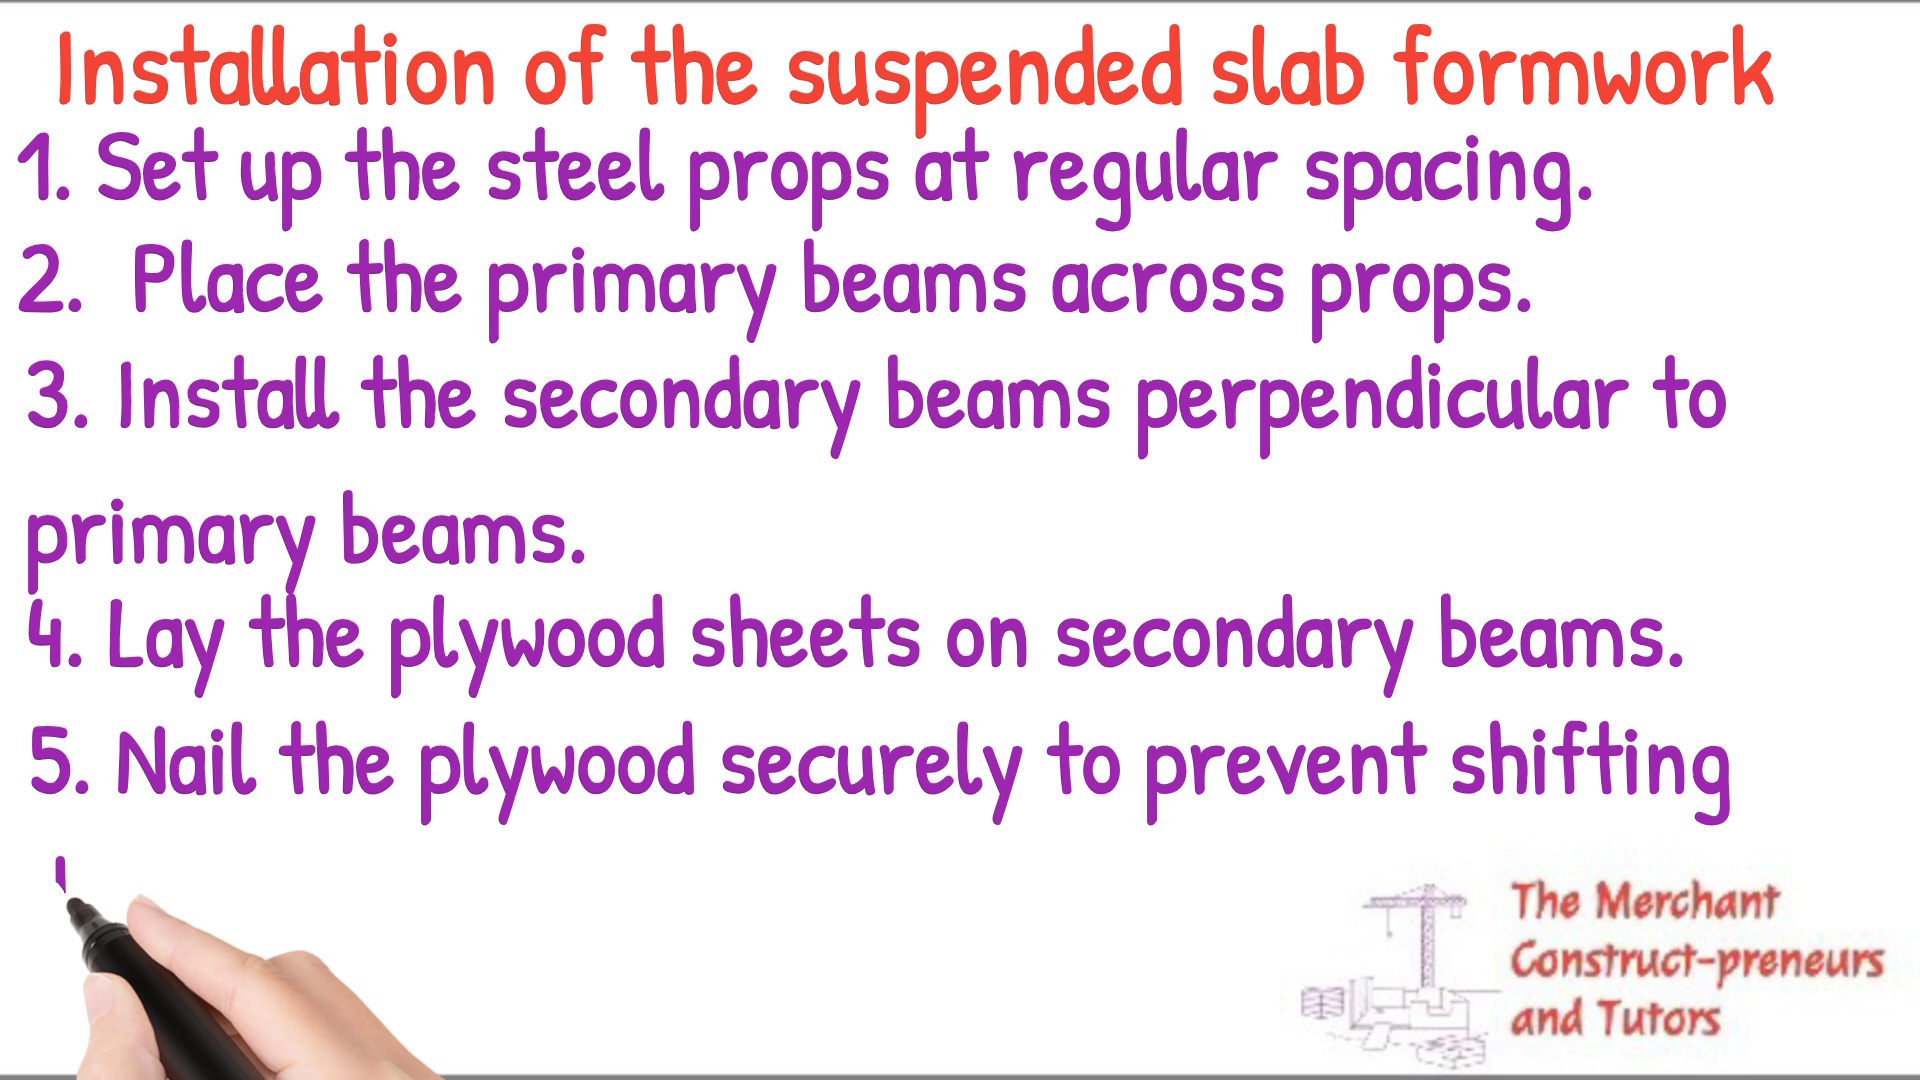 Installation of the suspended slab formwork
1. Set up the steel props at regular spacing.
2. Place the primary beams across props.
3. Install the secondary beams perpendicular to
primary beams.
4. Lay the plywood sheets on secondary beams.
5. Nail the plywood securely to prevent shifting
The Merchant
Construct-preneurs
and Tutors